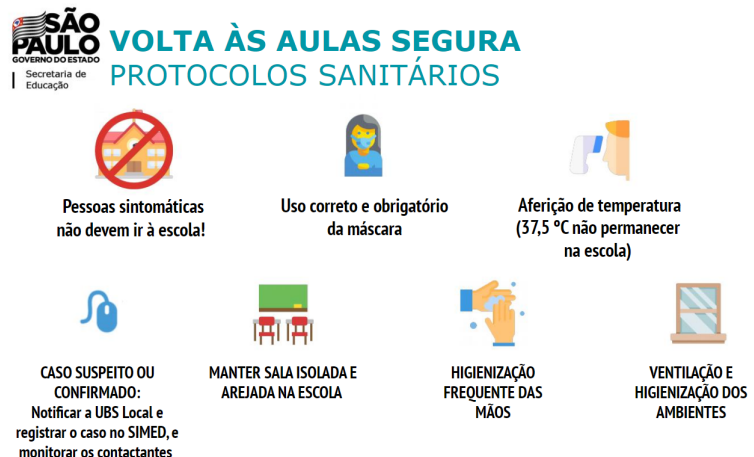 SÃO
PAULO
GOVERNO DO ESTADO
Secretaria de
Educação
VOLTA ÀS AULAS SEGURA
PROTOCOLOS SANITÁRIOS
Pessoas sintomáticas
não devem ir à escola!
Uso correto e obrigatório
da máscara
Aferição de temperatura
(37,5 ºC não permanecer
na escola)
CASO SUSPEITO OU
CONFIRMADO:
Notificar a UBS Local e
registrar o caso no SIMED, e
monitorar os contactantes
MANTER SALA ISOLADA E
AREJADA NA ESCOLA
HIGIENIZAÇÃO
FREQUENTE DAS
MÃOS
VENTILAÇÃO E
HIGIENIZAÇÃO DOS
AMBIENTES